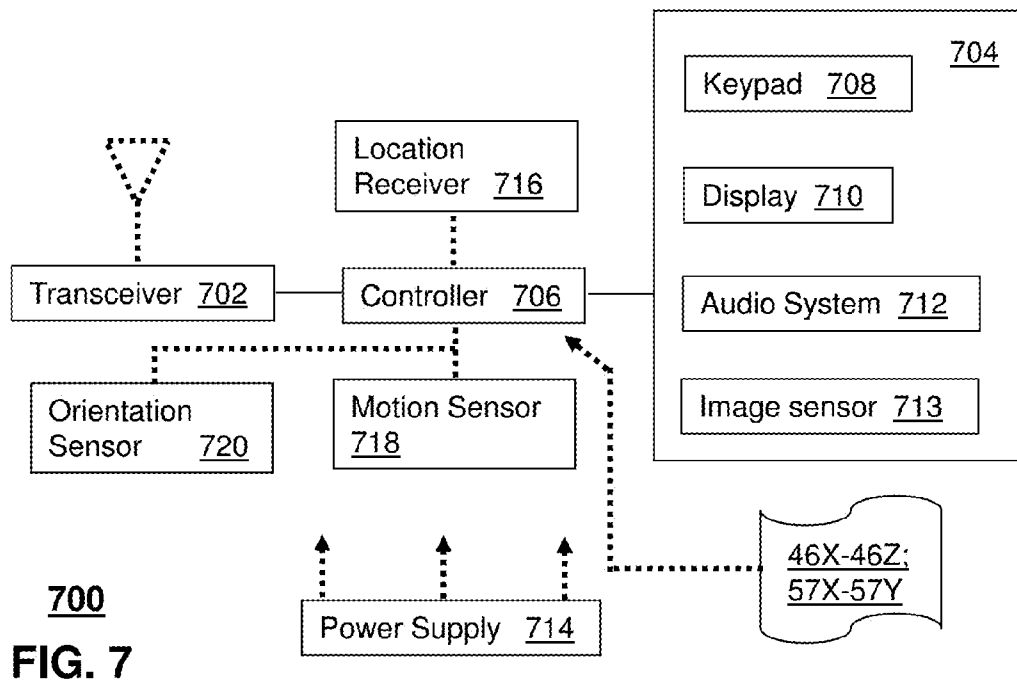 704
Keypad 708
Location
Receiver 716
Display 710
Transceiver 702
Controller 706
Audio System 712
Orientation
Sensor 720
Motion Sensor
718
Image sensor 713
46X-46Z;
57X-57Y
700
Power Supply 714
FIG. 7